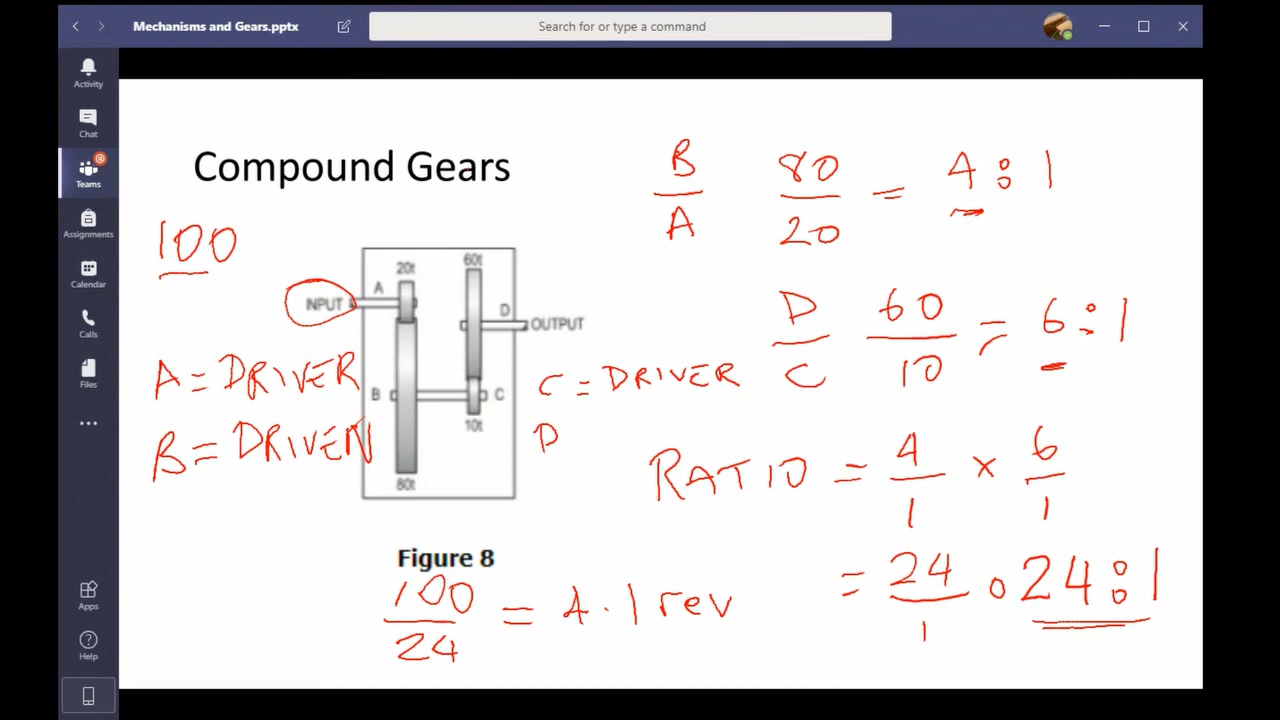 Mechanisms and Gears.pptx
Search for or type a command
Activity
Chat
Teams
Assignments
Calendar
Calls
Files
Apps
Help
Compound Gears
100
INPUT
A
20t
60t
D
OUTPUT
B
C
10t
80t
A = DRIVER
B = DRIVEN
C = DRIVER
D
Figure 8
100/24 = 4.1 rev
B/A 80/20 = 4:1
D/C 60/10 = 6:1
RATIO = 4/1 × 6/1
= 24/1 o 24:1